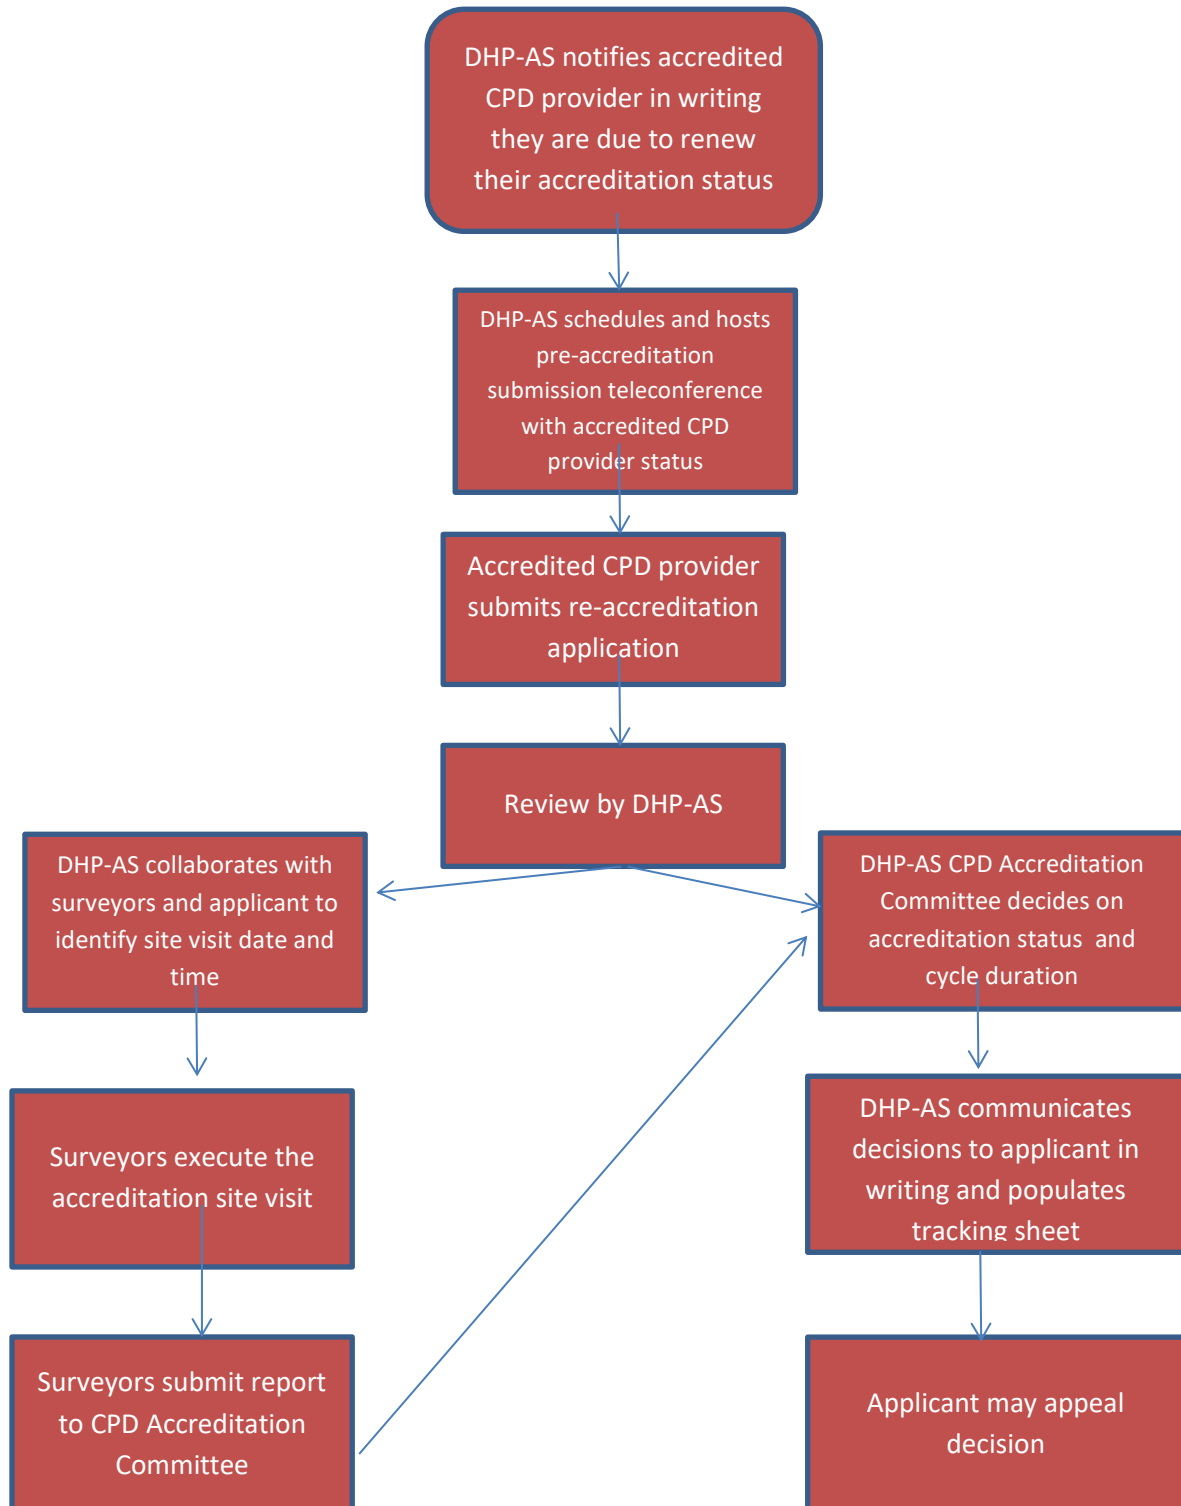 DHP-AS notifies accredited
CPD provider in writing
they are due to renew
their accreditation status
DHP-AS schedules and hosts
pre-accreditation
submission teleconference
with accredited CPD
provider status
Accredited CPD provider
submits re-accreditation
application
Review by DHP-AS
DHP-AS collaborates with
surveyors and applicant to
identify site visit date and
time
Surveyors execute the
accreditation site visit
Surveyors submit report
to CPD Accreditation
Committee
DHP-AS CPD Accreditation
Committee decides on
accreditation status and
cycle duration
DHP-AS communicates
decisions to applicant in
writing and populates
tracking sheet
Applicant may appeal
decision